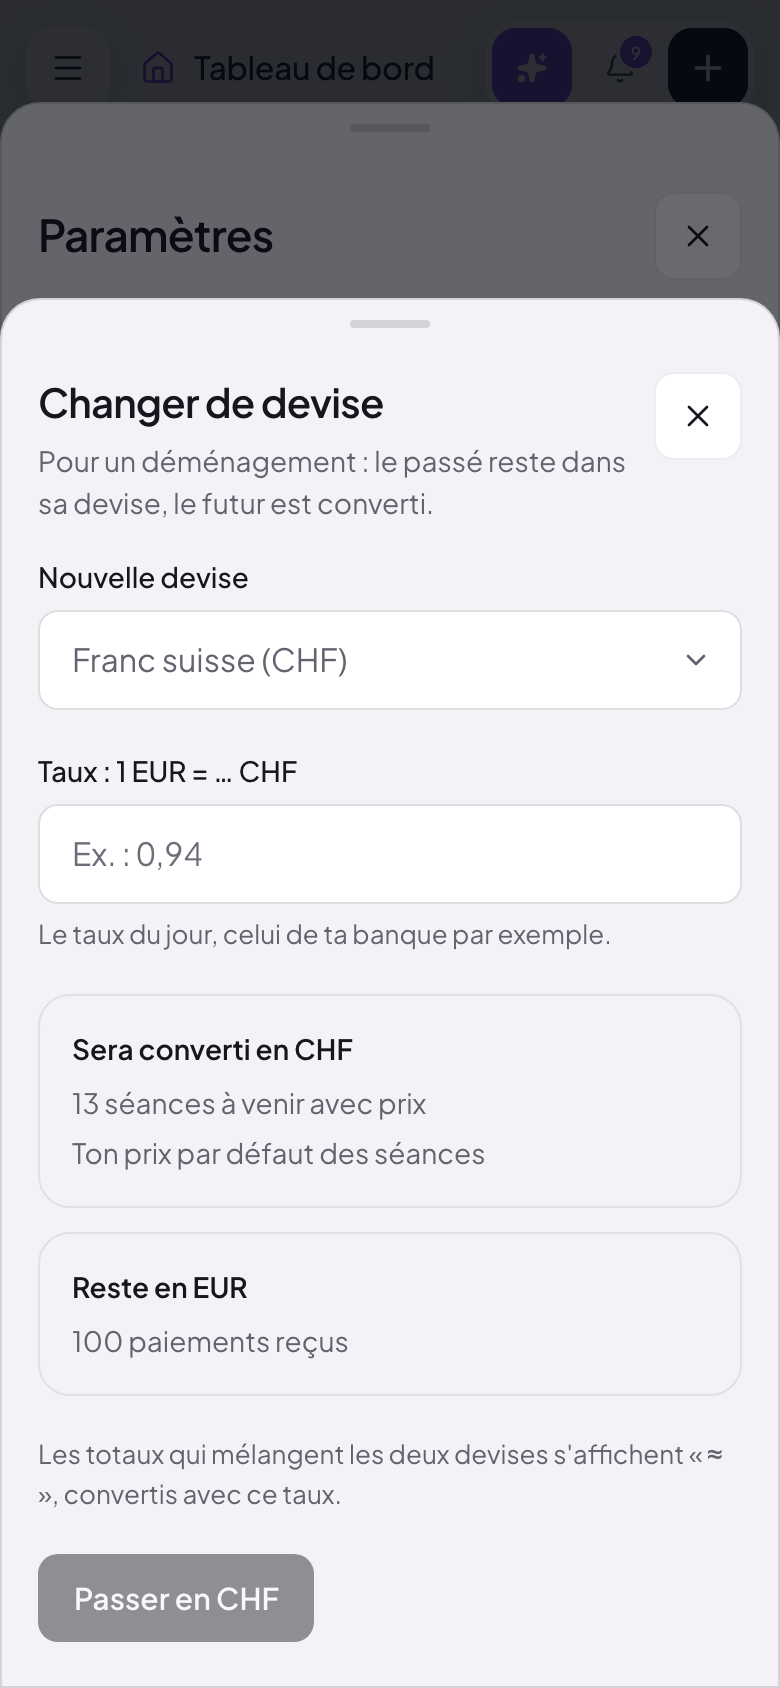 Tableau de bord
9
Paramètres
Changer de devise
Pour un déménagement : le passé reste dans
sa devise, le futur est converti.
Nouvelle devise
Franc suisse (CHF)
Taux : 1 EUR = … CHF
Ex. : 0,94
Le taux du jour, celui de ta banque par exemple.
Sera converti en CHF
13 séances à venir avec prix
Ton prix par défaut des séances
Reste en EUR
100 paiements reçus
Les totaux qui mélangent les deux devises s'affichent « ≈
», convertis avec ce taux.
Passer en CHF